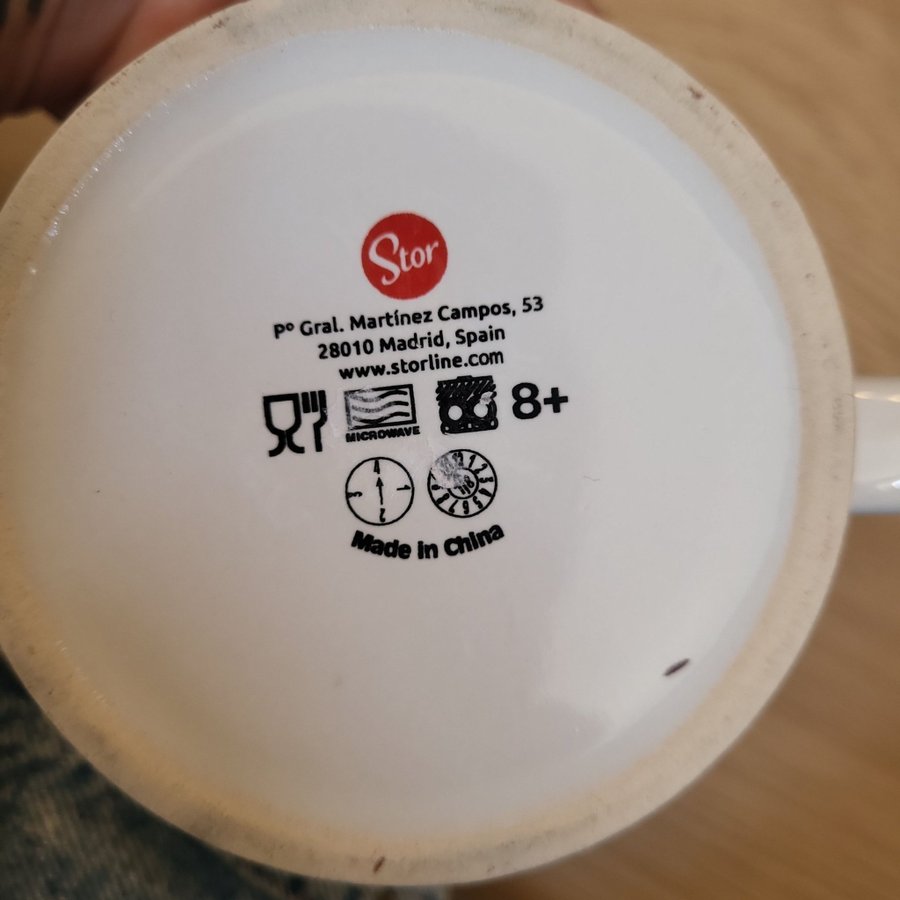 Stor
Pº Gral. Martínez Campos, 53
28010 Madrid, Spain
www.storline.com
8+
MICROWAVE
Made in China